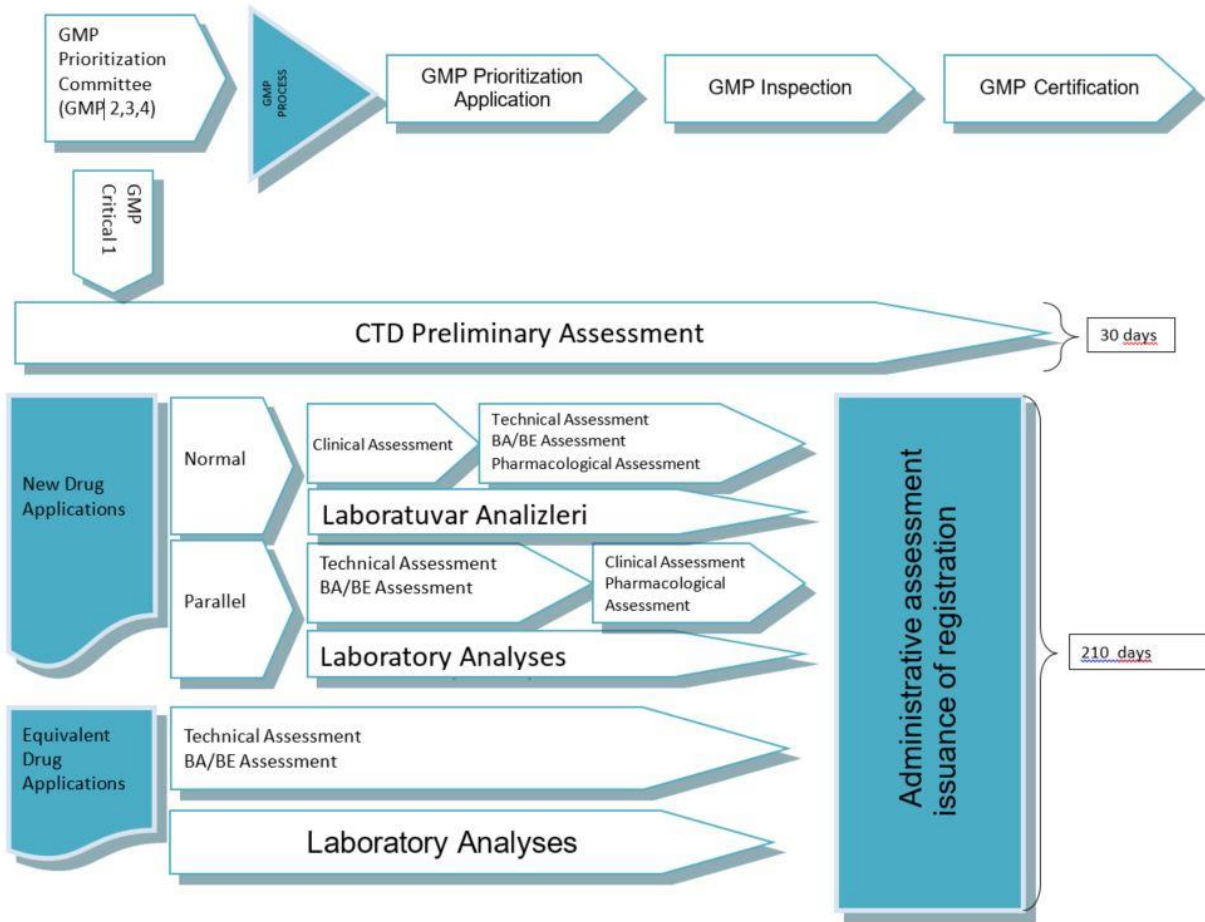 GMP
Prioritization
Committee
(GMP 2,3,4)
GMP
PROCESS
GMP Prioritization
Application
GMP Inspection
GMP Certification
GMP
Critical 1
CTD Preliminary Assessment
30 days
New Drug
Applications
Normal
Clinical Assessment
Technical Assessment
BA/BE Assessment
Pharmacological Assessment
Laboratuvar Analizleri
Parallel
Technical Assessment
BA/BE Assessment
Clinical Assessment
Pharmacological
Assessment
Laboratory Analyses
Equivalent
Drug
Applications
Technical Assessment
BA/BE Assessment
Laboratory Analyses
Administrative assessment
issuance of registration
210 days